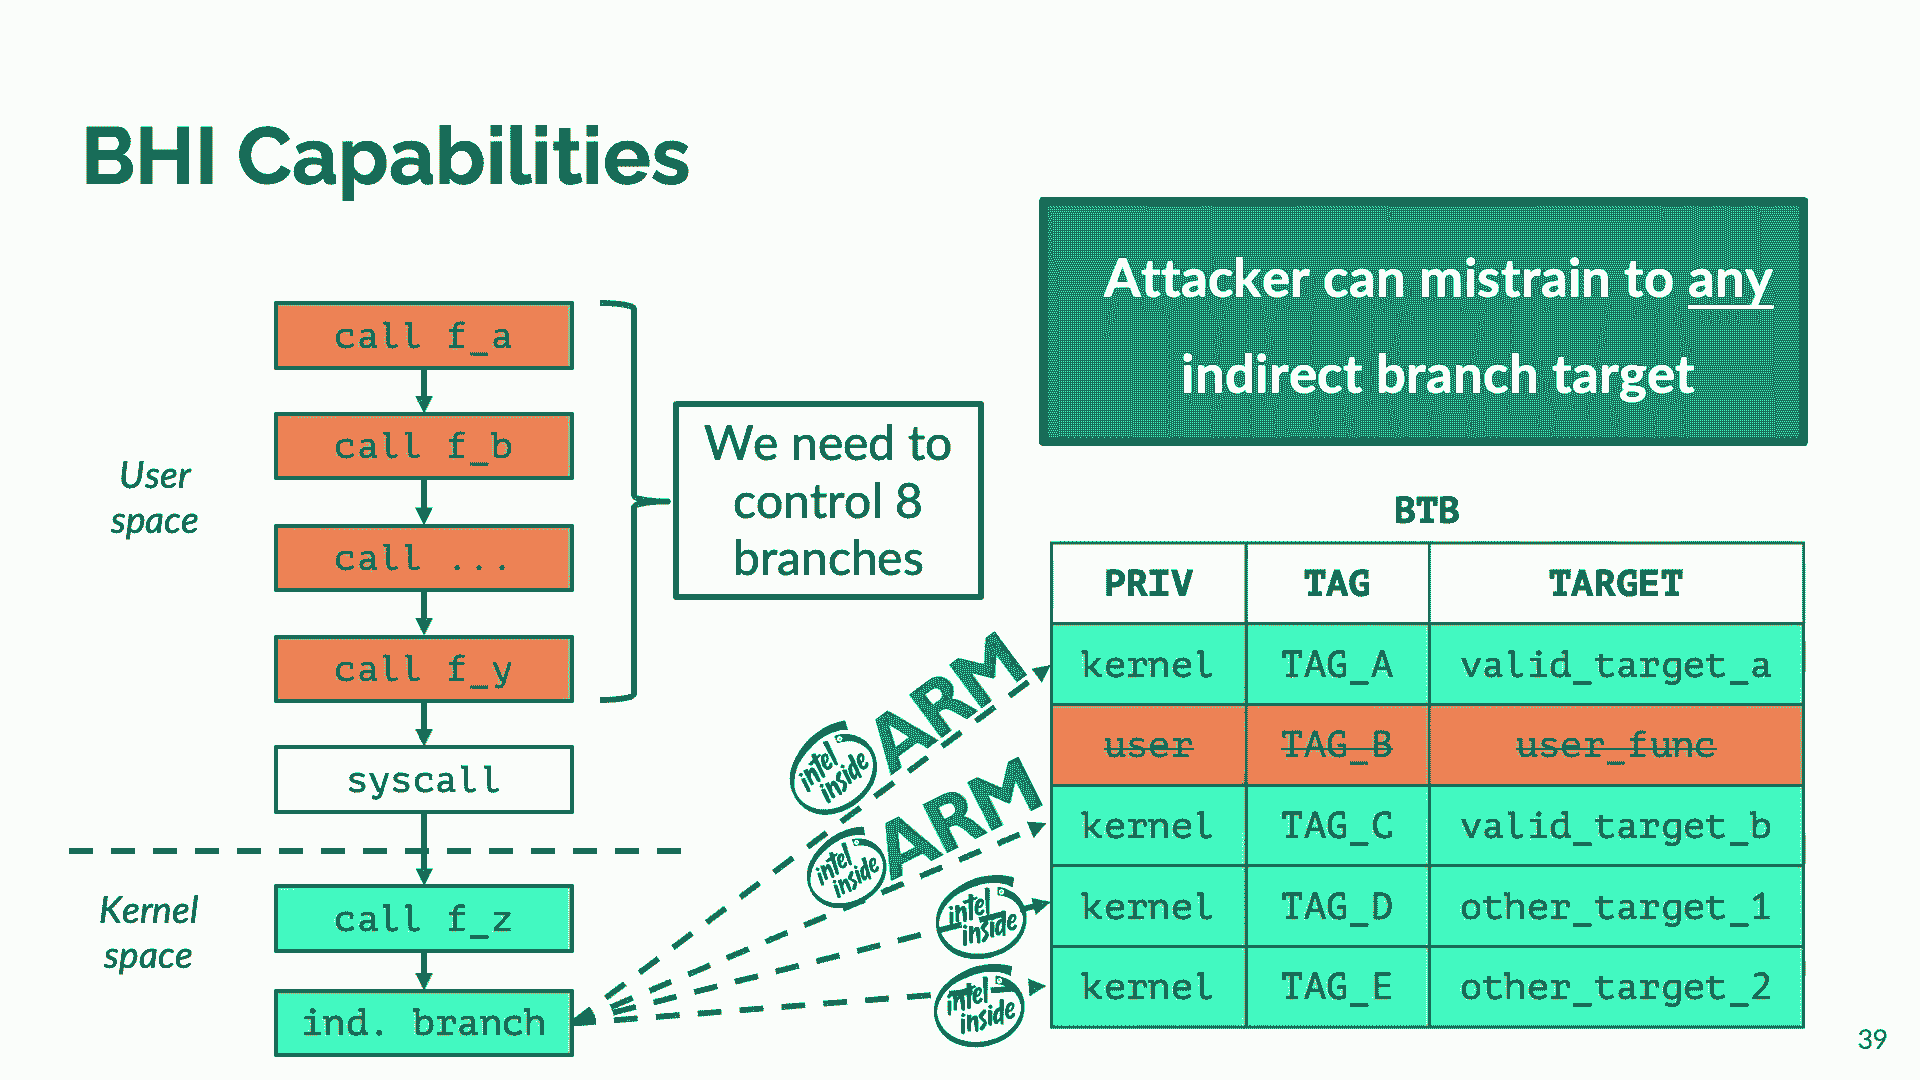 BHI Capabilities
Attacker can mistrain to any
indirect branch target
call f_a
call f_b
call ...
call f_y
syscall
call f_z
ind. branch
User
space
Kernel
space
We need to
control 8
branches
intel
inside
ARM
intel
inside
ARM
intel
inside
intel
inside
BTB
PRIV TAG TARGET
kernel TAG_A valid_target_a
user TAG_B user_func
kernel TAG_C valid_target_b
kernel TAG_D other_target_1
kernel TAG_E other_target_2
39